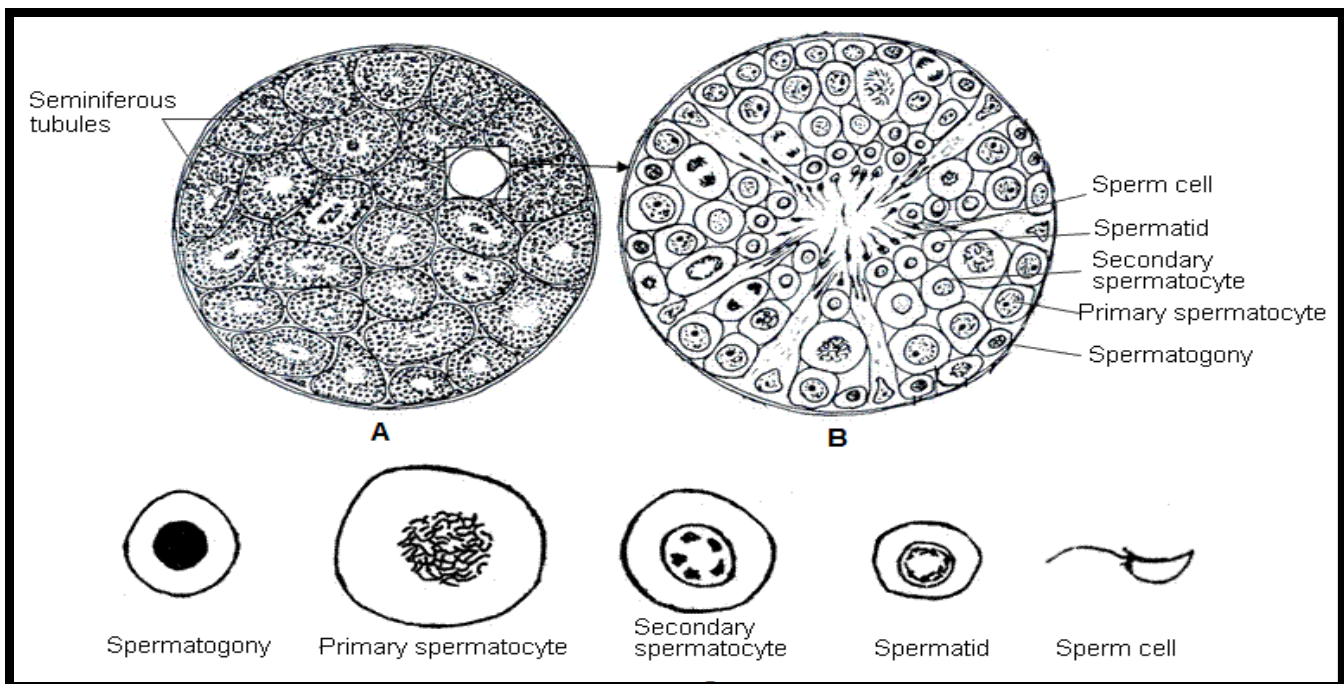 Seminiferous
tubules
Sperm cell
Spermatid
Secondary
spermatocyte
Primary spermatocyte
Spermatogony
A
B
Spermatogony
Primary spermatocyte
Secondary
spermatocyte
Spermatid
Sperm cell